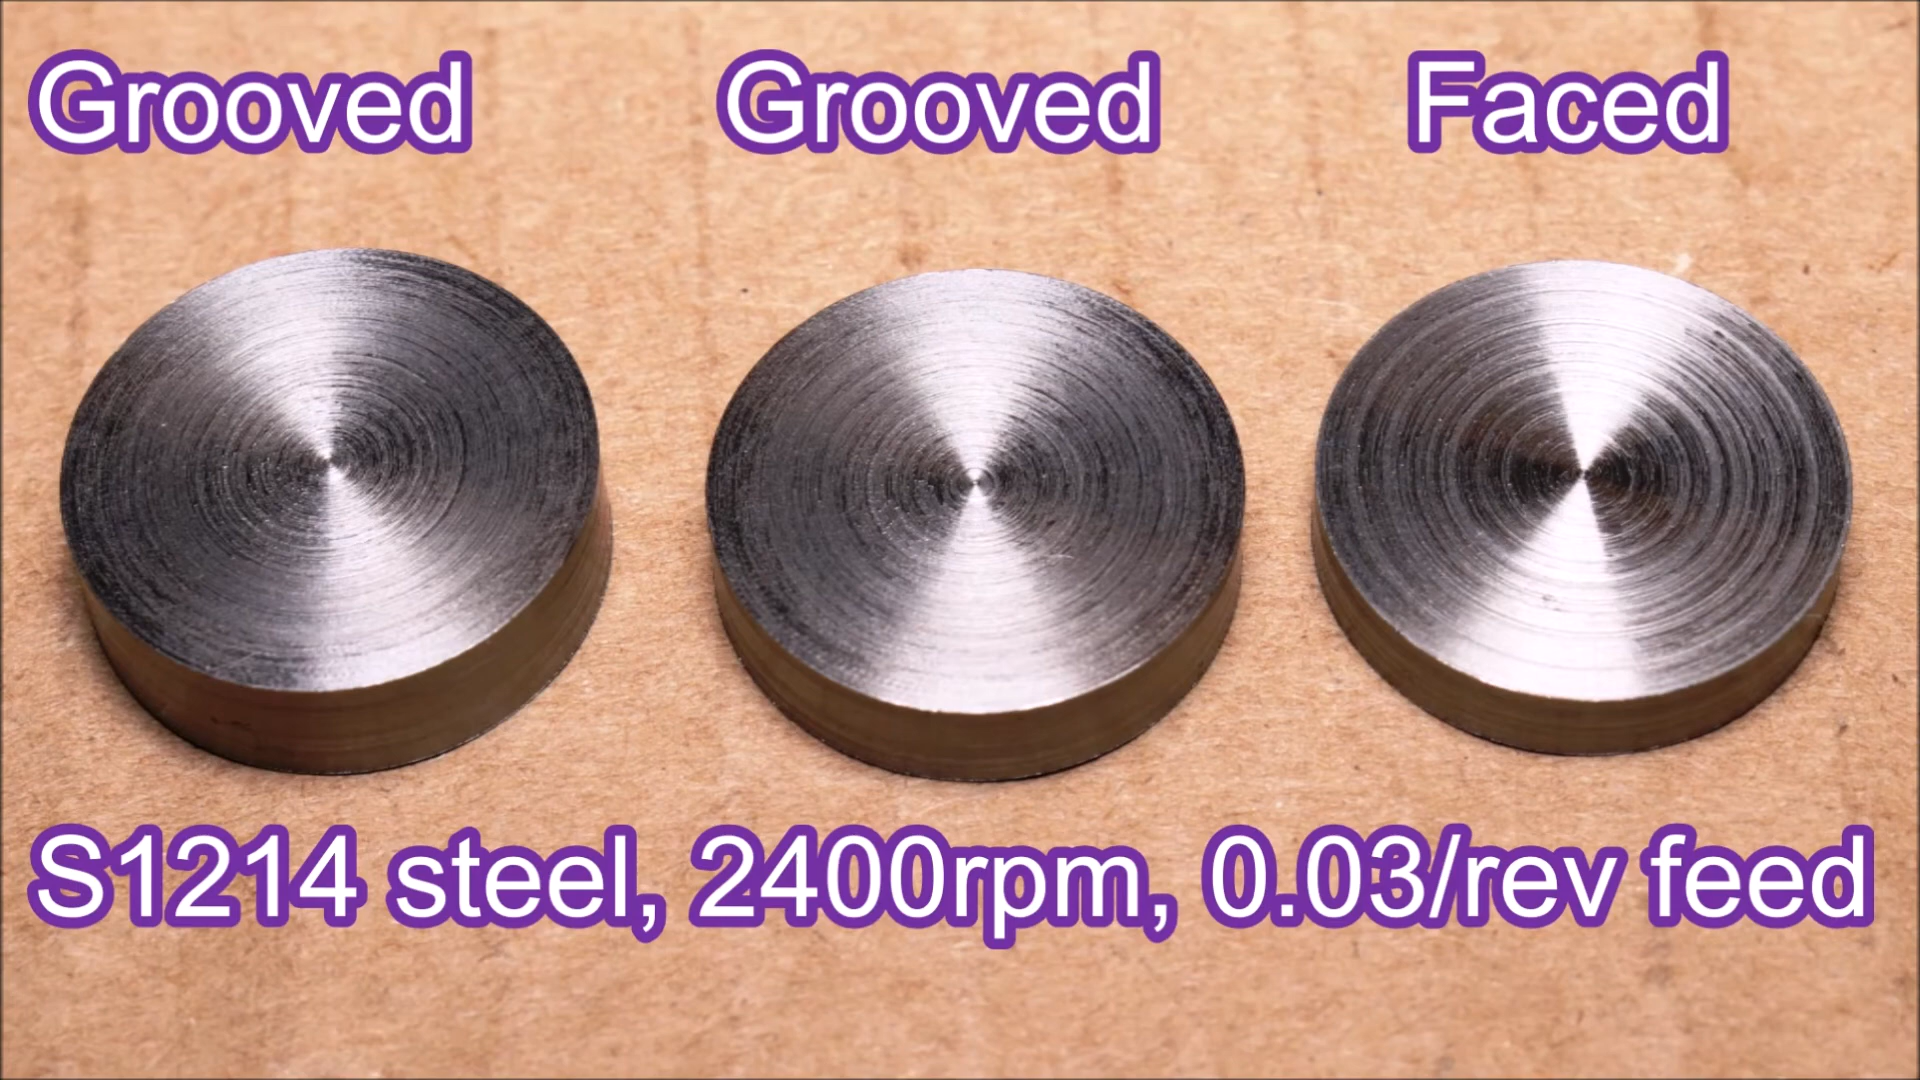 Grooved Grooved Faced
S1214 steel, 2400rpm, 0.03/rev feed